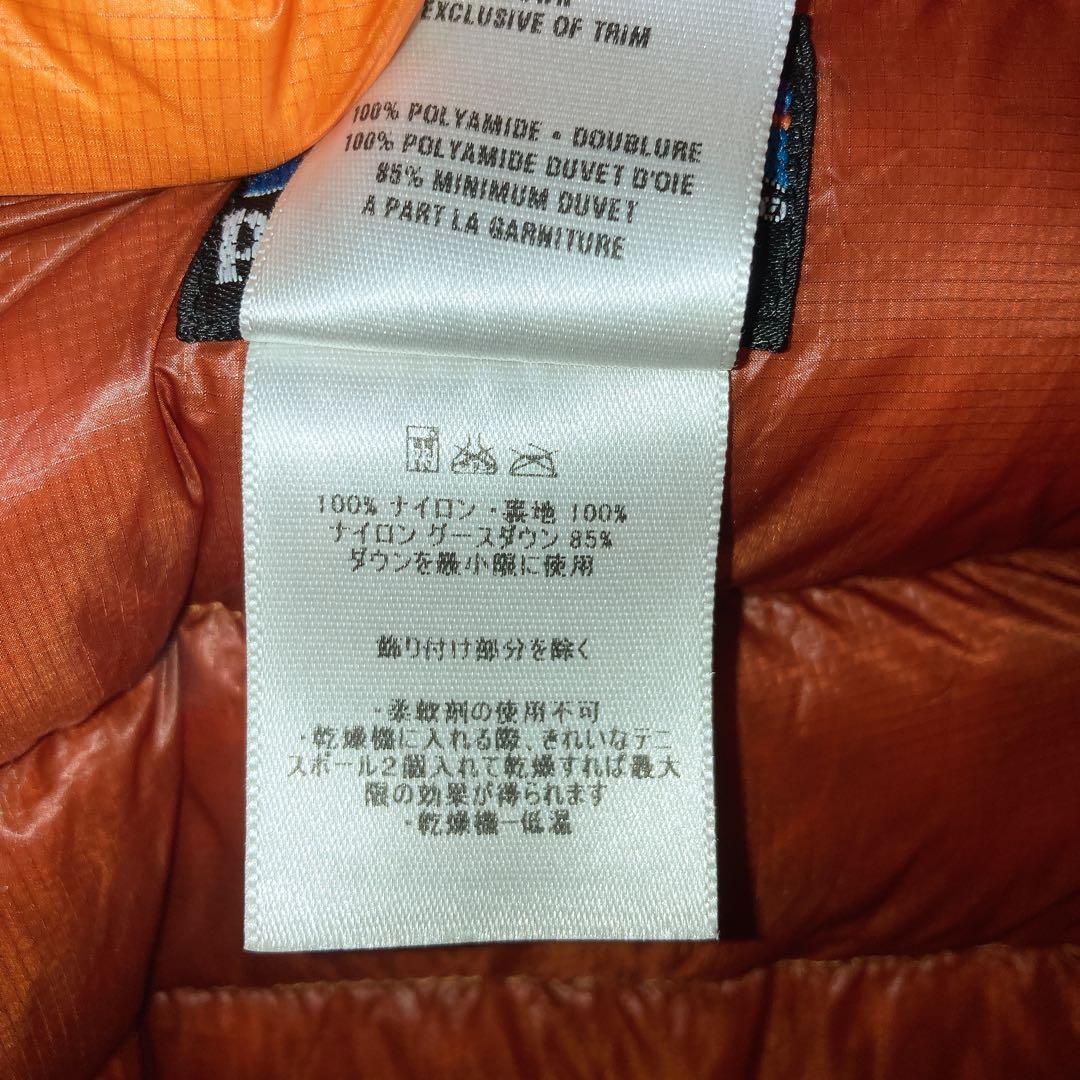 EXCLUSIVE OF TRIM
100% POLYAMIDE • DOUBLURE
100% POLYAMIDE DUVET D'OIE
85% MINIMUM DUVET
A PART LA GARNITURE
100% ナイロン・裏地 100%
ナイロン グースダウン 85%
ダウンを最小限に使用
飾り付け部分を除く
・柔軟剤の使用不可
・乾燥機に入れる際、きれいなテニ
スボール2個入れて乾燥すれば最大
限の効果が得られます
・乾燥機ー低温